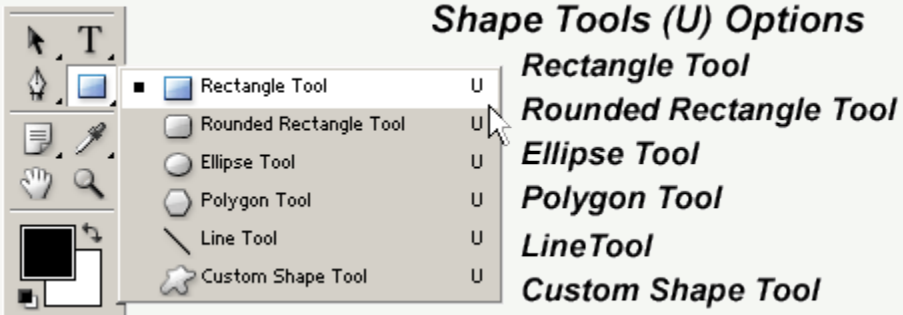 Shape Tools (U) Options
T
Rectangle Tool U
Rounded Rectangle Tool U
Ellipse Tool U
Polygon Tool U
Line Tool U
Custom Shape Tool U
Rectangle Tool
Rounded Rectangle Tool
Ellipse Tool
Polygon Tool
LineTool
Custom Shape Tool